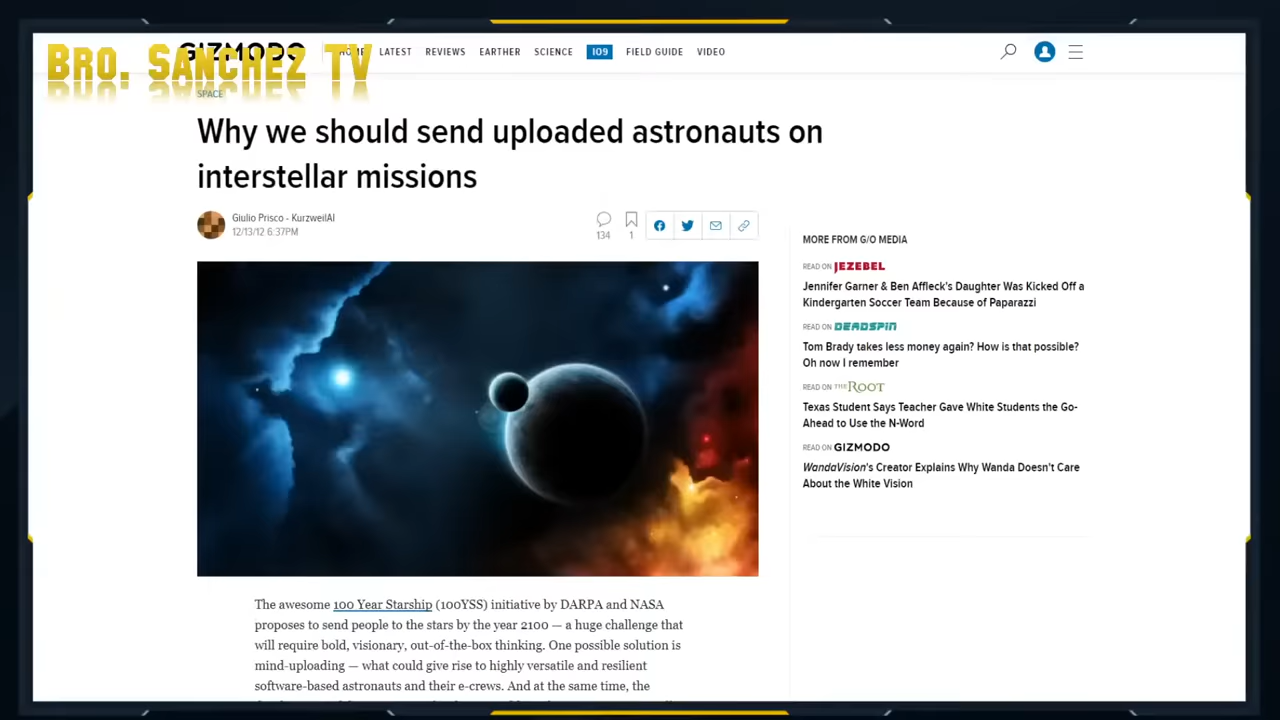 BRO. SANCHEZ TV
GIZMODO
HOME LATEST REVIEWS EARTHER SCIENCE IO9 FIELD GUIDE VIDEO
SPACE
Why we should send uploaded astronauts on
interstellar missions
Giulio Prisco - KurzweilAI
12/13/12 6:37PM
134
1
The awesome 100 Year Starship (100YSS) initiative by DARPA and NASA
proposes to send people to the stars by the year 2100 — a huge challenge that
will require bold, visionary, out-of-the-box thinking. One possible solution is
mind-uploading — what could give rise to highly versatile and resilient
software-based astronauts and their e-crews. And at the same time, the
MORE FROM G/O MEDIA
READ ON JEZEBEL
Jennifer Garner & Ben Affleck's Daughter Was Kicked Off a
Kindergarten Soccer Team Because of Paparazzi
READ ON DEADSPIN
Tom Brady takes less money again? How is that possible?
Oh now I remember
READ ON THE ROOT
Texas Student Says Teacher Gave White Students the Go-
Ahead to Use the N-Word
READ ON GIZMODO
WandaVision's Creator Explains Why Wanda Doesn't Care
About the White Vision